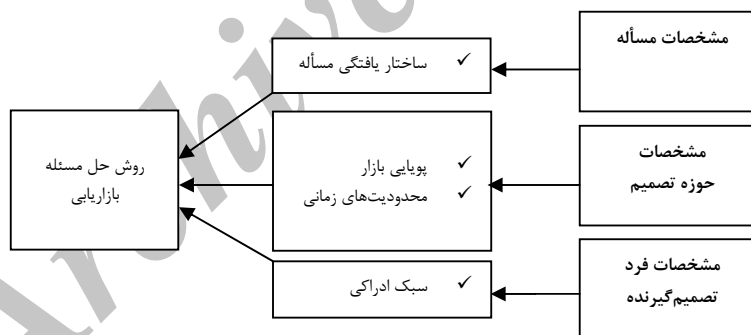 مشخصات مسأله
ساختار یافتگی مسأله
مشخصات
حوزه تصمیم
پویایی بازار
محدودیت‌های زمانی
روش حل مسئله
بازاریابی
مشخصات فرد
تصمیم‌گیرنده
سبک ادراکی
Archive